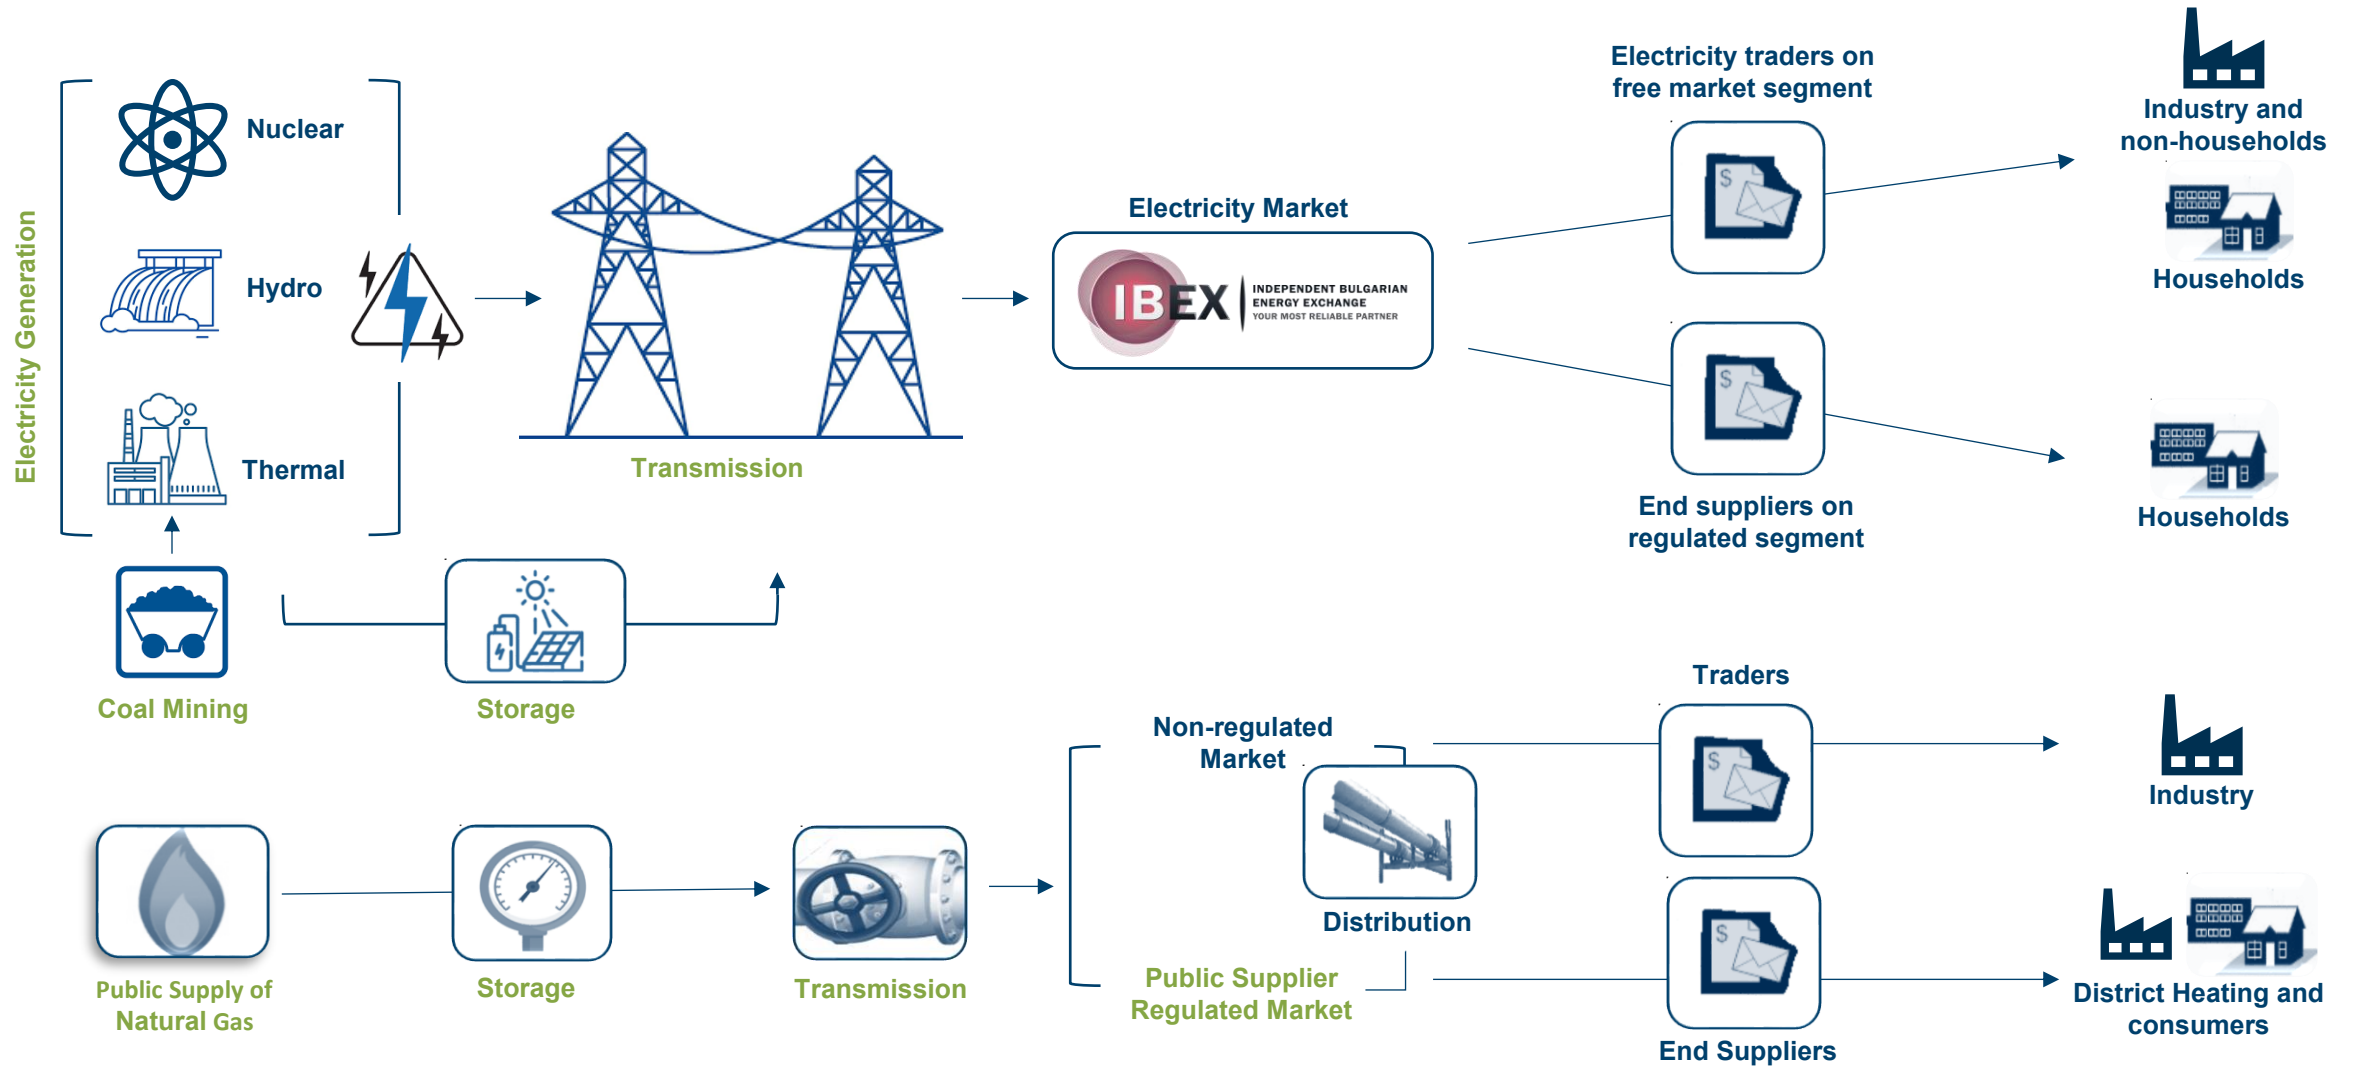 Electricity Generation
Nuclear
Hydro
Thermal
Coal Mining
Storage
Transmission
Electricity Market
IBEX
INDEPENDENT BULGARIAN
ENERGY EXCHANGE
YOUR MOST RELIABLE PARTNER
Electricity traders on
free market segment
$
Industry and
non-households
Households
$
End suppliers on
regulated segment
Households
Public Supply of
Natural Gas
Storage
Transmission
Non-regulated
Market
Distribution
Public Supplier
Regulated Market
Traders
$
Industry
$
End Suppliers
District Heating and
consumers